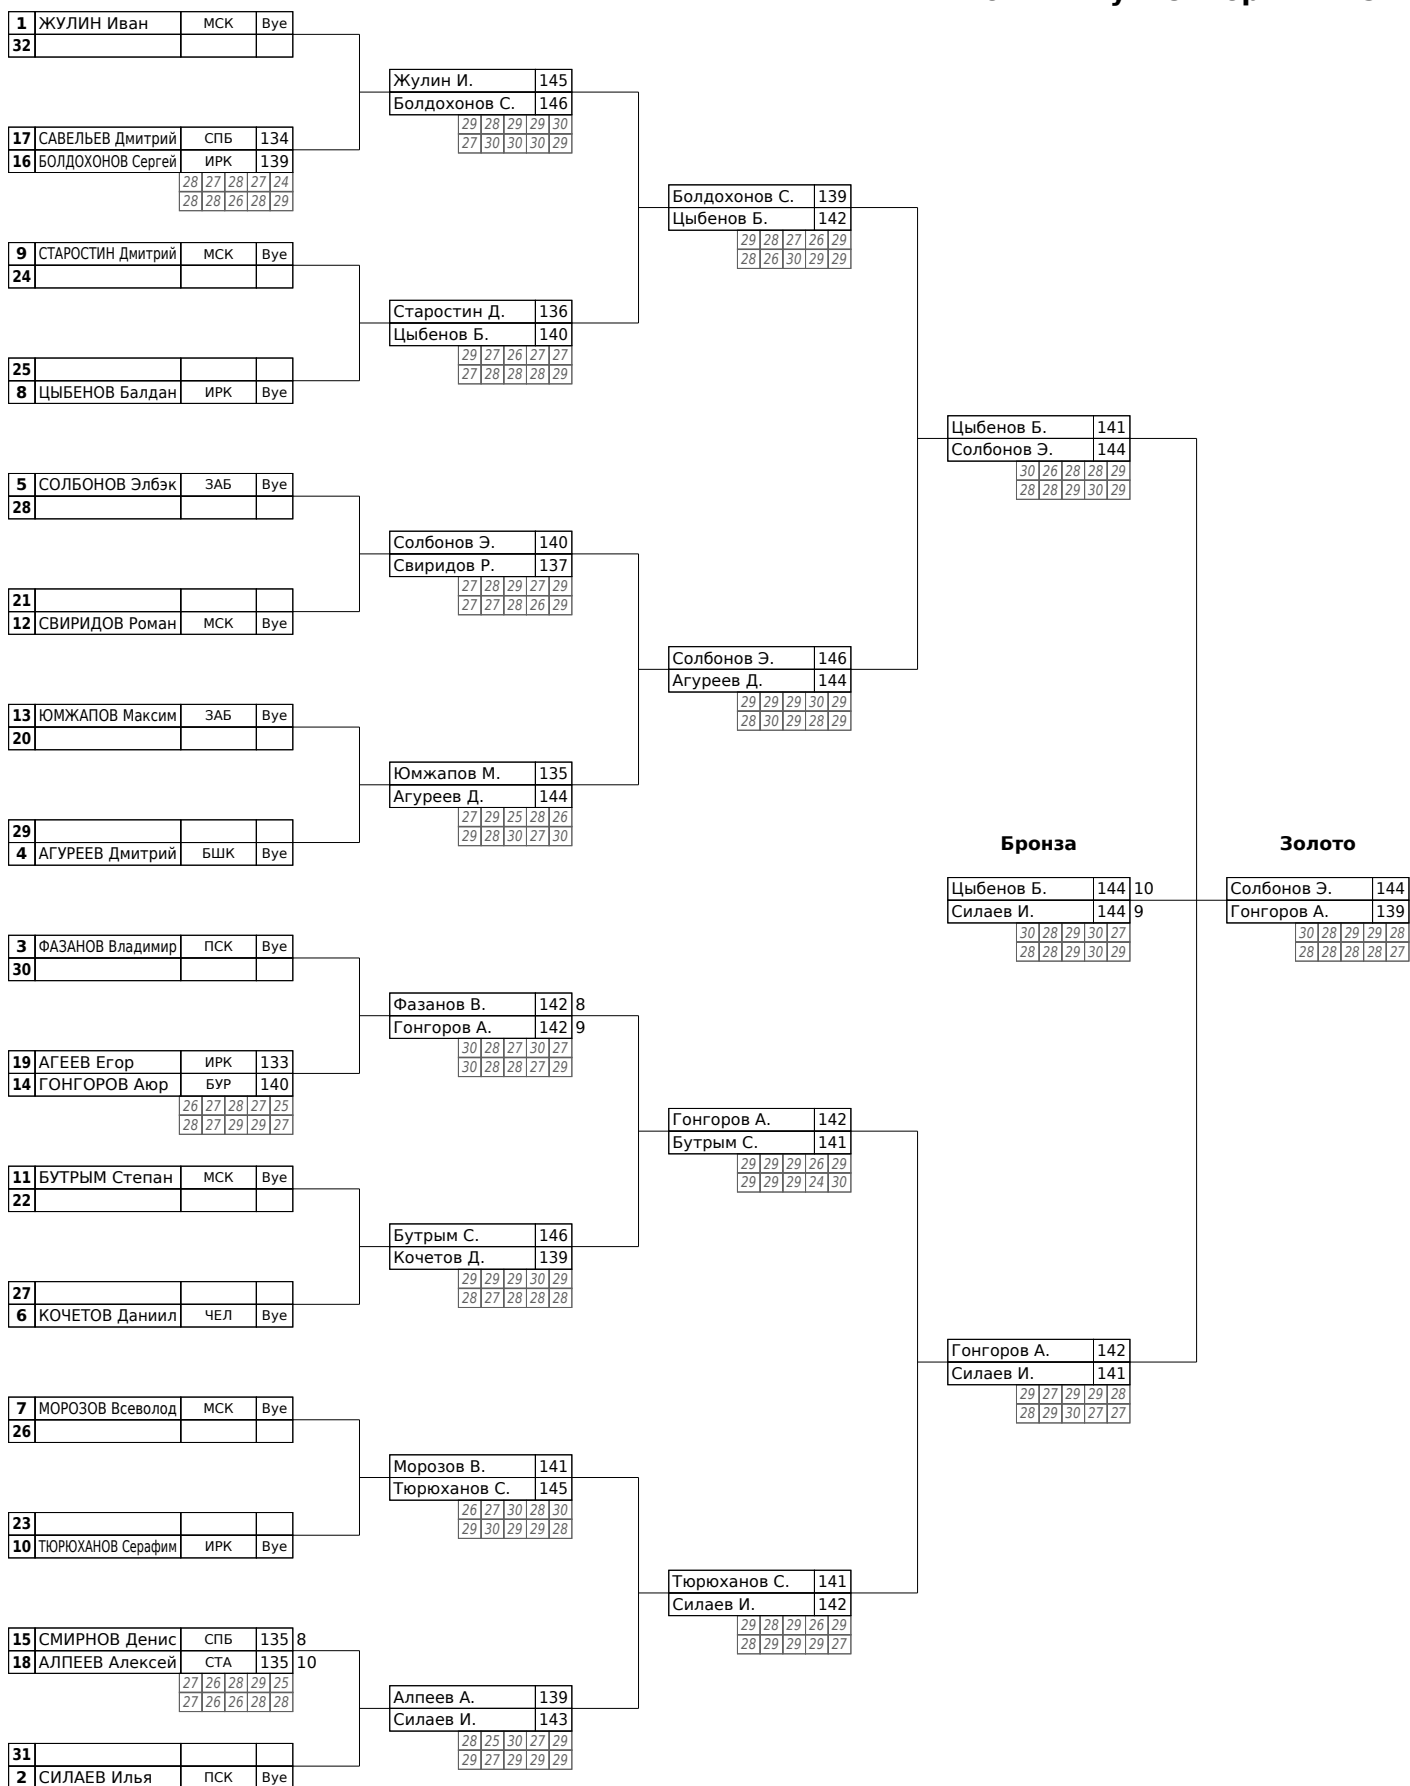 1 ЖУЛИН Иван МСК Bye
32
Жулин И. 145
Болдохонов С. 146
29 28 29 29 30
27 30 30 30 29
17 САВЕЛЬЕВ Дмитрий СПБ 134
16 БОЛДОХОНОВ Сергей ИРК 139
28 27 28 27 24
28 28 26 28 29
Болдохонов С. 139
Цыбенов Б. 142
29 28 27 26 29
28 26 30 29 29
9 СТАРОСТИН Дмитрий МСК Bye
24
Старостин Д. 136
Цыбенов Б. 140
29 27 26 27 27
27 28 28 28 29
25
8 ЦЫБЕНОВ Балдан ИРК Bye
Цыбенов Б. 141
Солбонов Э. 144
30 26 28 28 29
28 28 29 30 29
5 СОЛБОНОВ Элбэк ЗАБ Bye
28
Солбонов Э. 140
Свиридов Р. 137
27 28 29 27 29
27 27 28 26 29
21
12 СВИРИДОВ Роман МСК Bye
Солбонов Э. 146
Агуреев Д. 144
29 29 29 30 29
28 30 29 28 29
13 ЮМЖАПОВ Максим ЗАБ Bye
20
Юмжапов М. 135
Агуреев Д. 144
27 29 25 28 26
29 28 30 27 30
29
4 АГУРЕЕВ Дмитрий БШК Bye
Бронза Золото
Цыбенов Б. 144 10 Солбонов Э. 144
Силаев И. 144 9 Гонгоров А. 139
30 28 29 30 27 30 28 29 29 28
28 28 29 30 29 28 28 28 28 27
3 ФАЗАНОВ Владимир ПСК Bye
30
Фазанов В. 142 8
Гонгоров А. 142 9
30 28 27 30 27
30 28 28 27 29
19 АГЕЕВ Егор ИРК 133
14 ГОНГОРОВ Аюр БУР 140
26 27 28 27 25
28 27 29 29 27
Гонгоров А. 142
Бутрым С. 141
29 29 29 26 29
29 29 29 24 30
11 БУТРЫМ Степан МСК Bye
22
Бутрым С. 146
Кочетов Д. 139
29 29 29 30 29
28 27 28 28 28
27
6 КОЧЕТОВ Даниил ЧЕЛ Bye
Гонгоров А. 142
Силаев И. 141
29 27 29 29 28
28 29 30 27 27
7 МОРОЗОВ Всеволод МСК Bye
26
Морозов В. 141
Тюрюханов С. 145
26 27 30 28 30
29 30 29 29 28
23
10 ТЮРЮХАНОВ Серафим ИРК Bye
Тюрюханов С. 141
Силаев И. 142
29 28 29 26 29
28 29 29 29 27
15 СМИРНОВ Денис СПБ 135 8
18 АЛПЕЕВ Алексей СТА 135 10
27 26 28 29 25
27 26 26 28 28
Алпеев А. 139
Силаев И. 143
28 25 30 27 29
29 27 29 29 29
31
2 СИЛАЕВ Илья ПСК Bye